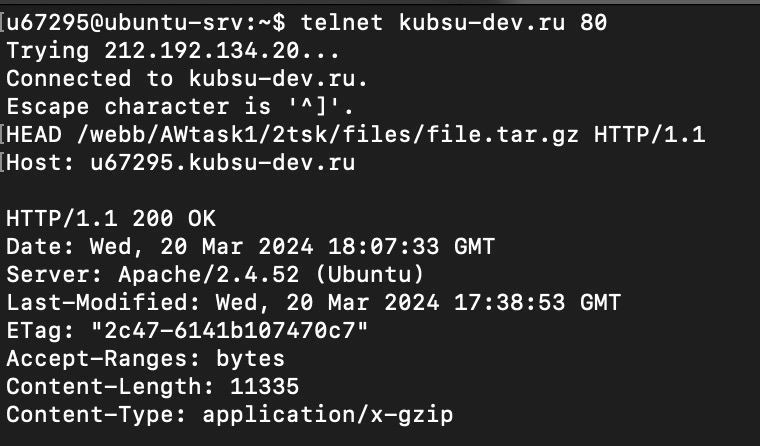 [u67295@ubuntu-srv:~$ telnet kubsu-dev.ru 80
Trying 212.192.134.20...
Connected to kubsu-dev.ru.
Escape character is '^]'.
[HEAD /webb/AWtask1/2tsk/files/file.tar.gz HTTP/1.1
[Host: u67295.kubsu-dev.ru
HTTP/1.1 200 OK
Date: Wed, 20 Mar 2024 18:07:33 GMT
Server: Apache/2.4.52 (Ubuntu)
Last-Modified: Wed, 20 Mar 2024 17:38:53 GMT
ETag: "2c47-6141b107470c7"
Accept-Ranges: bytes
Content-Length: 11335
Content-Type: application/x-gzip